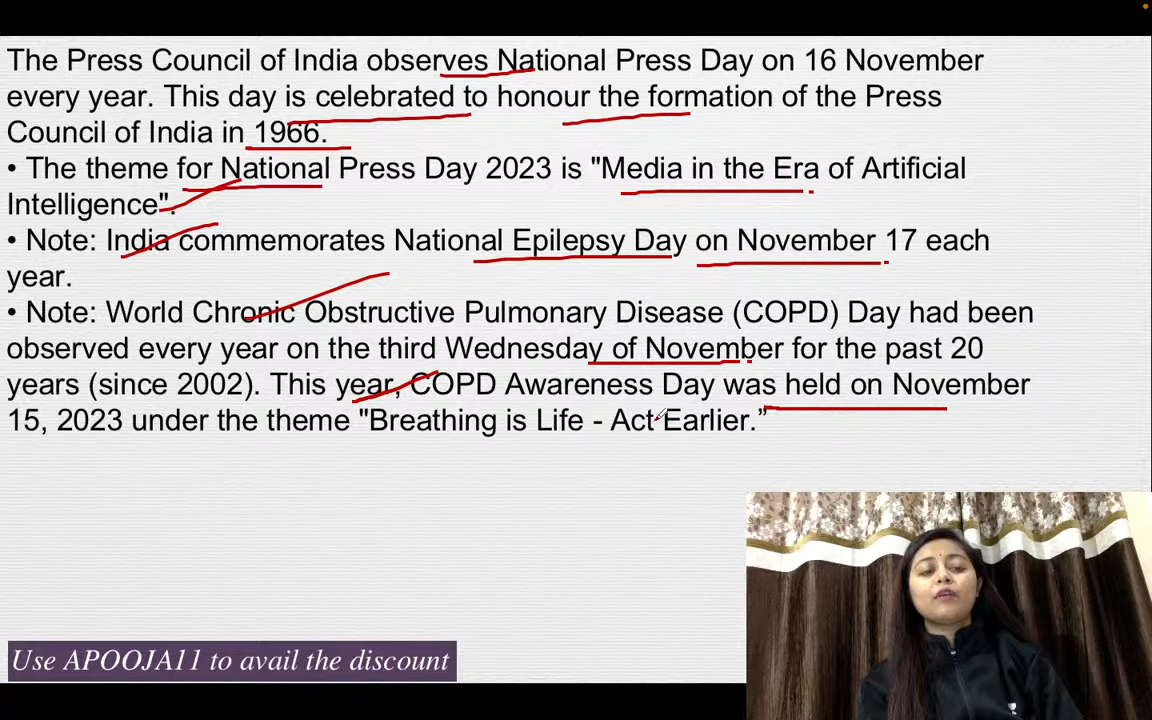 The Press Council of India observes National Press Day on 16 November
every year. This day is celebrated to honour the formation of the Press
Council of India in 1966.
• The theme for National Press Day 2023 is "Media in the Era of Artificial
Intelligence".
• Note: India commemorates National Epilepsy Day on November 17 each
year.
• Note: World Chronic Obstructive Pulmonary Disease (COPD) Day had been
observed every year on the third Wednesday of November for the past 20
years (since 2002). This year, COPD Awareness Day was held on November
15, 2023 under the theme "Breathing is Life - Act Earlier.”
Use APOOJA11 to avail the discount